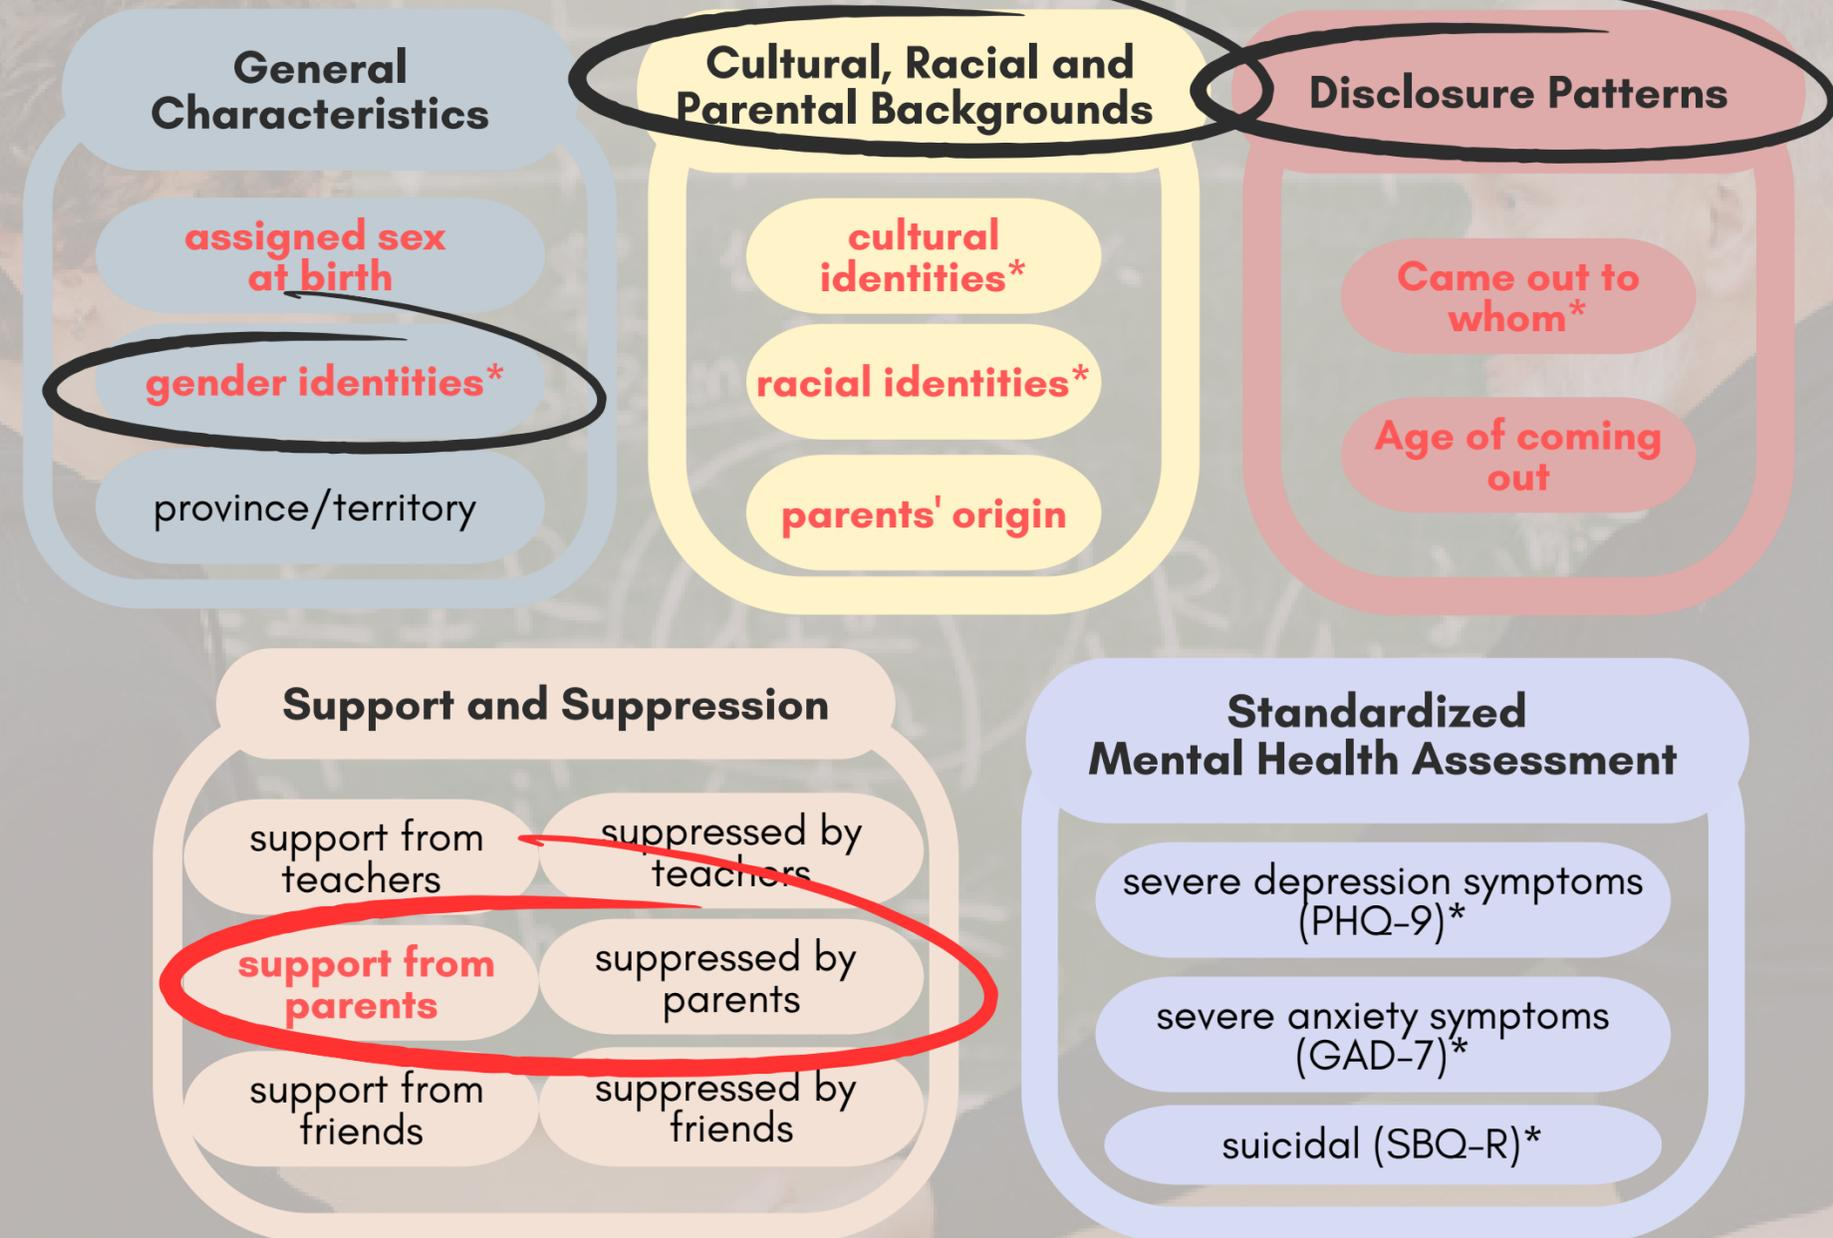 General
Characteristics
assigned sex
at birth
gender identities*
province/territory
Cultural, Racial and
Parental Backgrounds
cultural
identities*
racial identities*
parents' origin
Disclosure Patterns
Came out to
whom*
Age of coming
out
Support and Suppression
support from
teachers
suppressed by
teachers
support from
parents
suppressed by
parents
support from
friends
suppressed by
friends
Standardized
Mental Health Assessment
severe depression symptoms
(PHQ-9)*
severe anxiety symptoms
(GAD-7)*
suicidal (SBQ-R)*